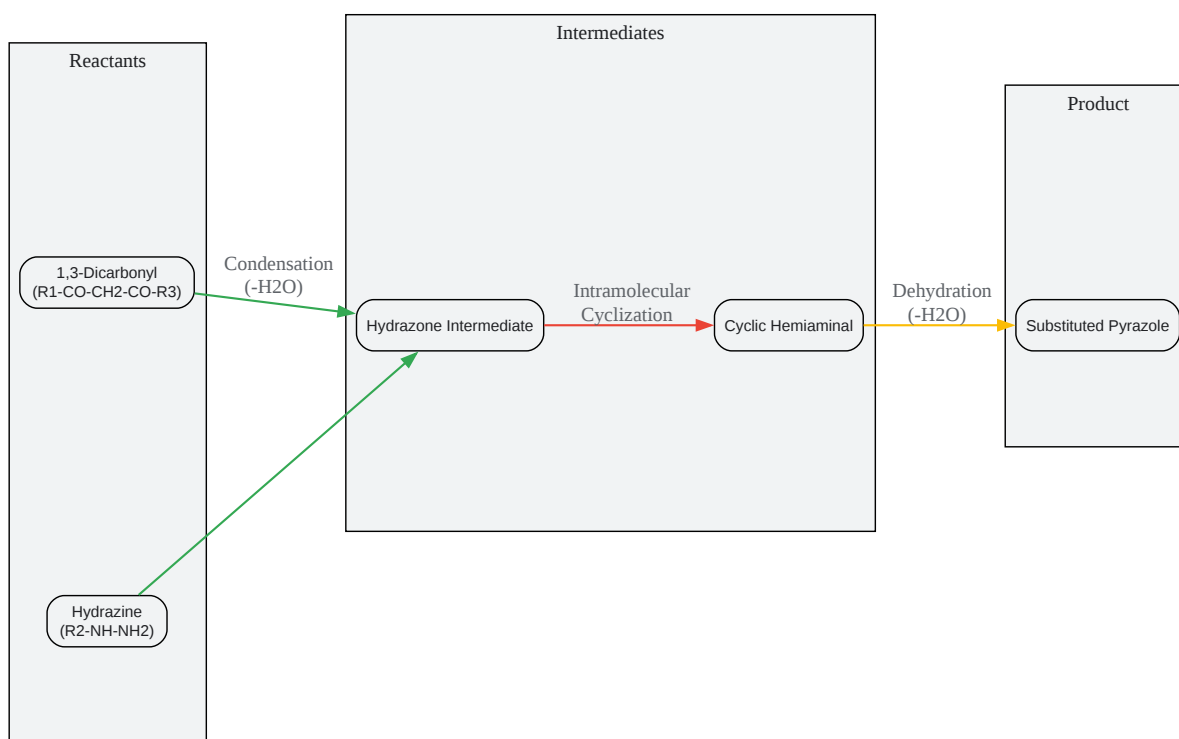 Reactants
1,3-Dicarbonyl
(R1-CO-CH2-CO-R3)
Hydrazine
(R2-NH-NH2)
Condensation
(-H2O)
Intermediates
Hydrazone Intermediate
Intramolecular
Cyclization
Cyclic Hemiaminal
Dehydration
(-H2O)
Product
Substituted Pyrazole